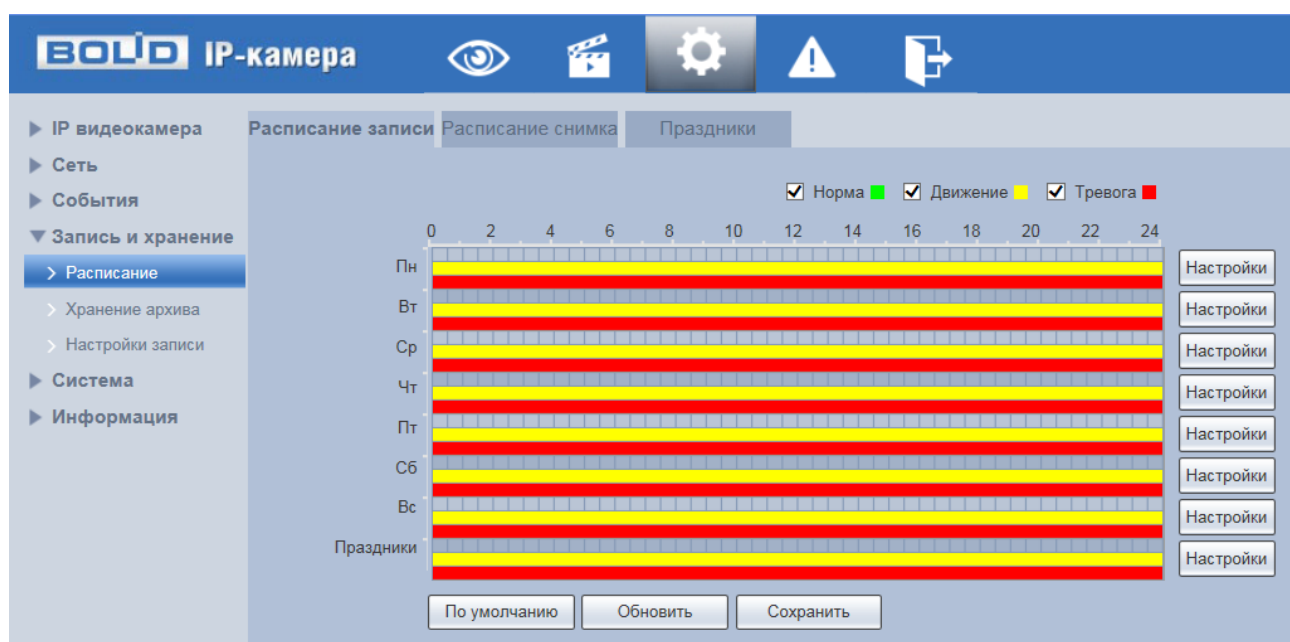 BOLID IP-камера
IP видеокамера
Сеть
События
Запись и хранение
Расписание
Хранение архива
Настройки записи
Система
Информация
Расписание записи Расписание снимка Праздники
Норма Движение Тревога
0 2 4 6 8 10 12 14 16 18 20 22 24
Пн Настройки
Вт Настройки
Ср Настройки
Чт Настройки
Пт Настройки
Сб Настройки
Вс Настройки
Праздники Настройки
По умолчанию Обновить Сохранить